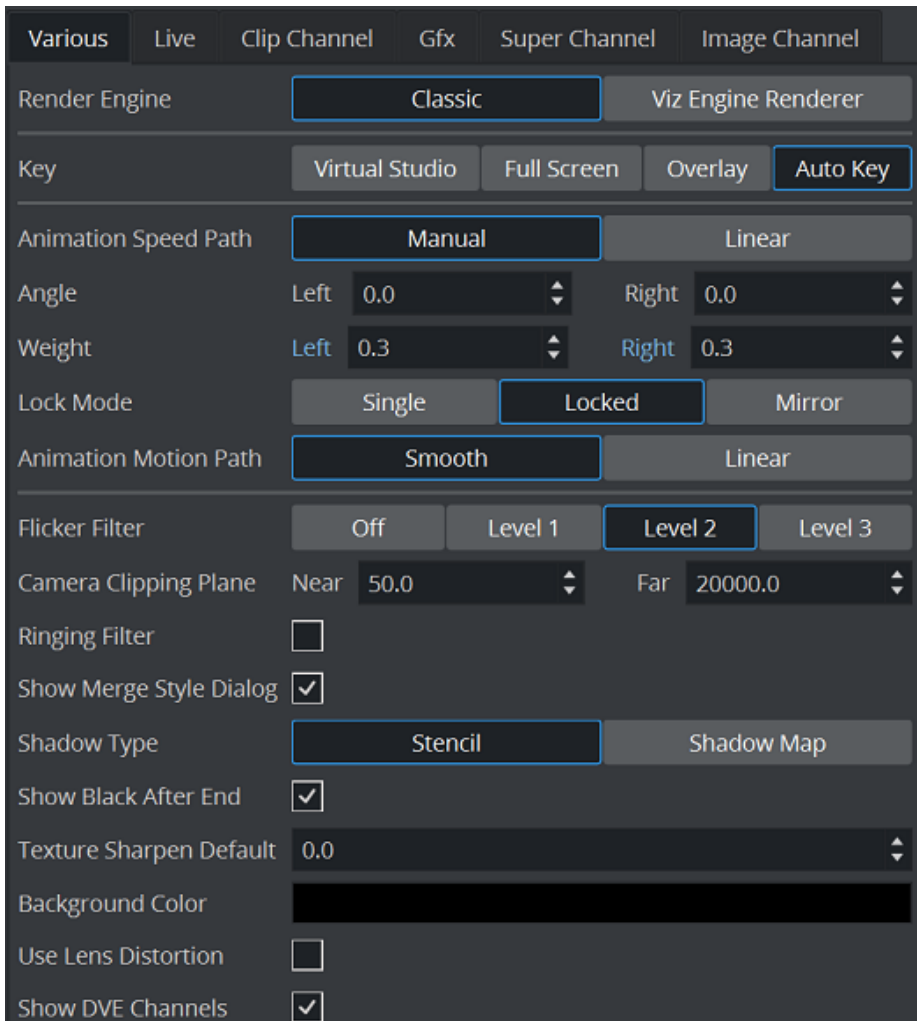 Various Live Clip Channel Gfx Super Channel Image Channel
Render Engine Classic Viz Engine Renderer
Key Virtual Studio Full Screen Overlay Auto Key
Animation Speed Path Manual Linear
Angle Left 0.0 Right 0.0
Weight Left 0.3 Right 0.3
Lock Mode Single Locked Mirror
Animation Motion Path Smooth Linear
Flicker Filter Off Level 1 Level 2 Level 3
Camera Clipping Plane Near 50.0 Far 20000.0
Ringing Filter
Show Merge Style Dialog
Shadow Type Stencil Shadow Map
Show Black After End
Texture Sharpen Default 0.0
Background Color
Use Lens Distortion
Show DVE Channels